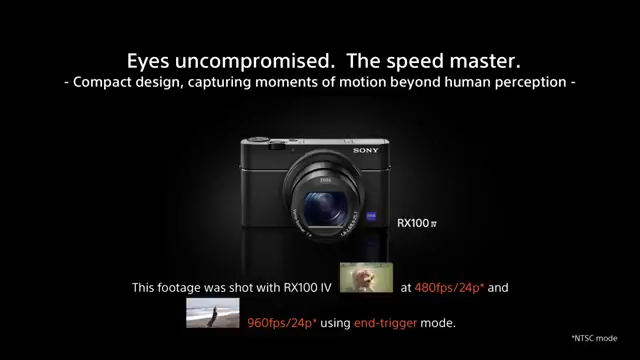 Eyes uncompromised. The speed master.
- Compact design, capturing moments of motion beyond human perception -
SONY
ZEISS
RX100 IV
This footage was shot with RX100 IV at 480fps/24p* and
960fps/24p* using end-trigger mode.
*NTSC mode